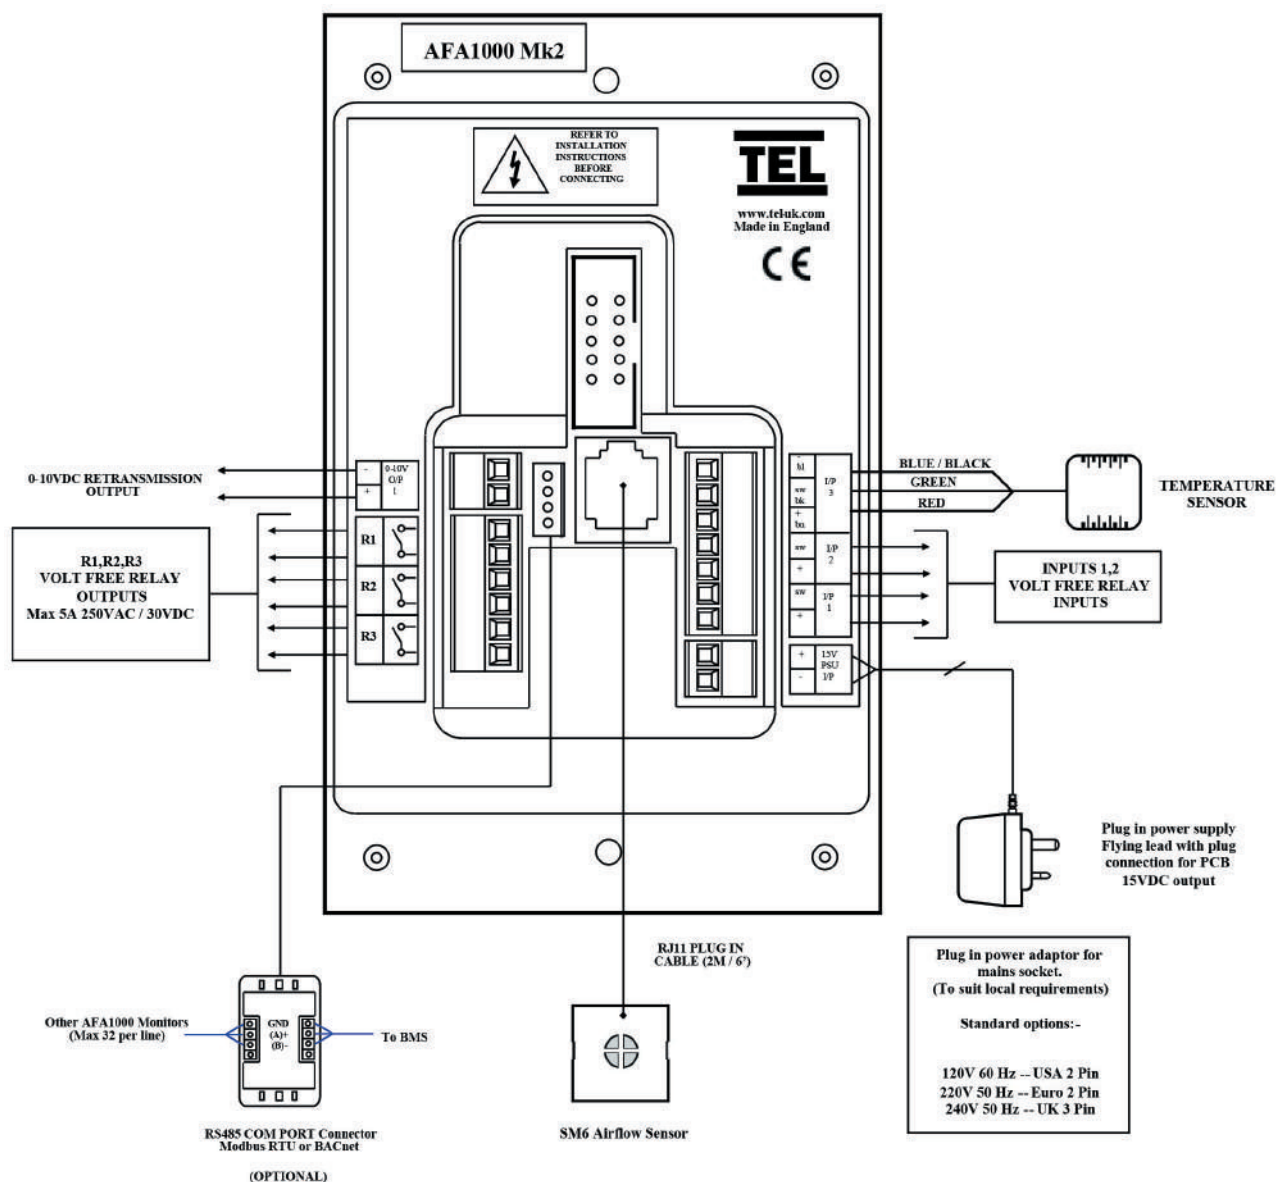 AFA1000 Mk2
REFER TO
INSTALLATION
INSTRUCTIONS
BEFORE
CONNECTING
TEL
www.tel-uk.com
Made in England
CE
0-10VDC RETRANSMISSION
OUTPUT
-
+
0-10V
O/P
1
R1,R2,R3
VOLT FREE RELAY
OUTPUTS
Max 5A 250VAC / 30VDC
R1
R2
R3
-
bl
sw
bk
+
bn
I/P
3
sw
+
I/P
2
sw
+
I/P
1
+
-
15V
PSU
I/P
BLUE / BLACK
GREEN
RED
TEMPERATURE
SENSOR
INPUTS 1,2
VOLT FREE RELAY
INPUTS
Plug in power supply
Flying lead with plug
connection for PCB
15VDC output
RJ11 PLUG IN
CABLE (2M / 6')
Plug in power adaptor for
mains socket.
(To suit local requirements)
Standard options:-
120V 60 Hz -- USA 2 Pin
220V 50 Hz -- Euro 2 Pin
240V 50 Hz -- UK 3 Pin
Other AFA1000 Monitors
(Max 32 per line)
GND
(A)+
(B)-
To BMS
RS485 COM PORT Connector
Modbus RTU or BACnet
(OPTIONAL)
SM6 Airflow Sensor